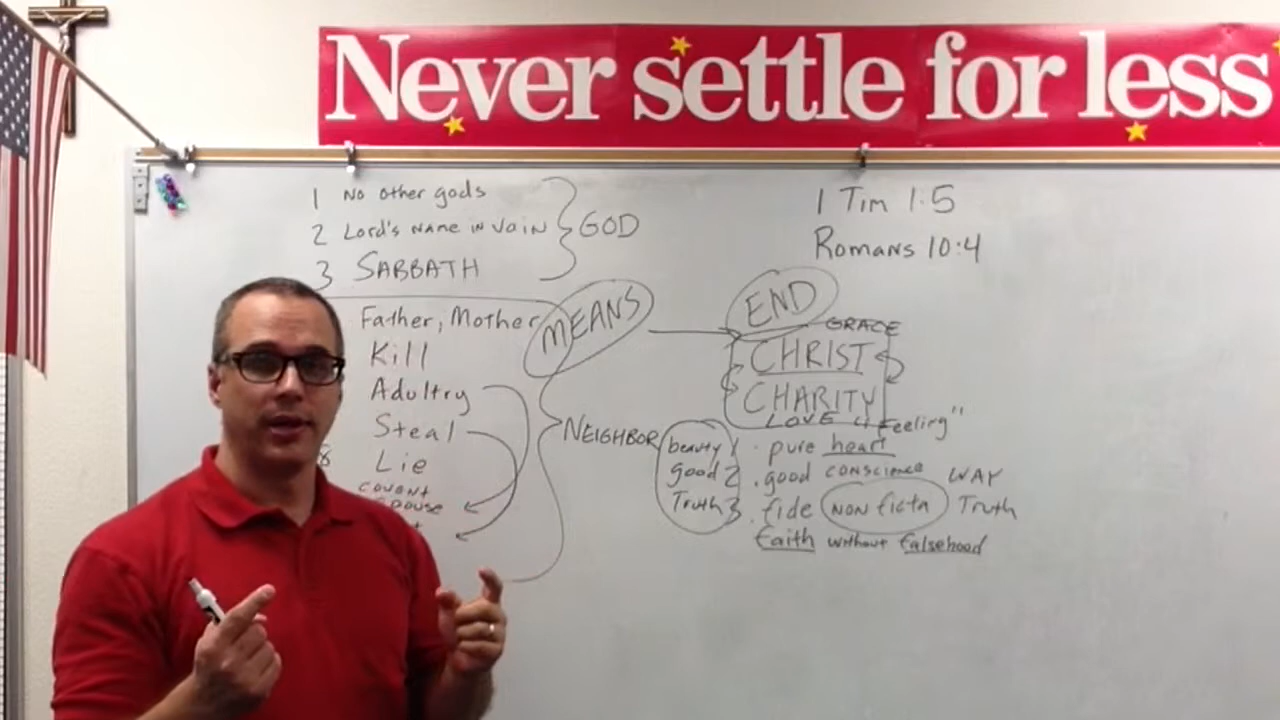 Never settle for less
1 No other gods
2 Lord's name in vain
3 SABBATH
GOD
Father, Mother
Kill
Adultry
Steal
8 Lie
covant
spouse
NEIGHBOR
MEANS
1 Tim 1:5
Romans 10:4
END
GRACE
CHRIST
CHARITY
LOVE "Feeling"
beauty 1 . pure heart
good 2 . good conscience WAY
Truth 3 . fide non ficta Truth
faith without falsehood